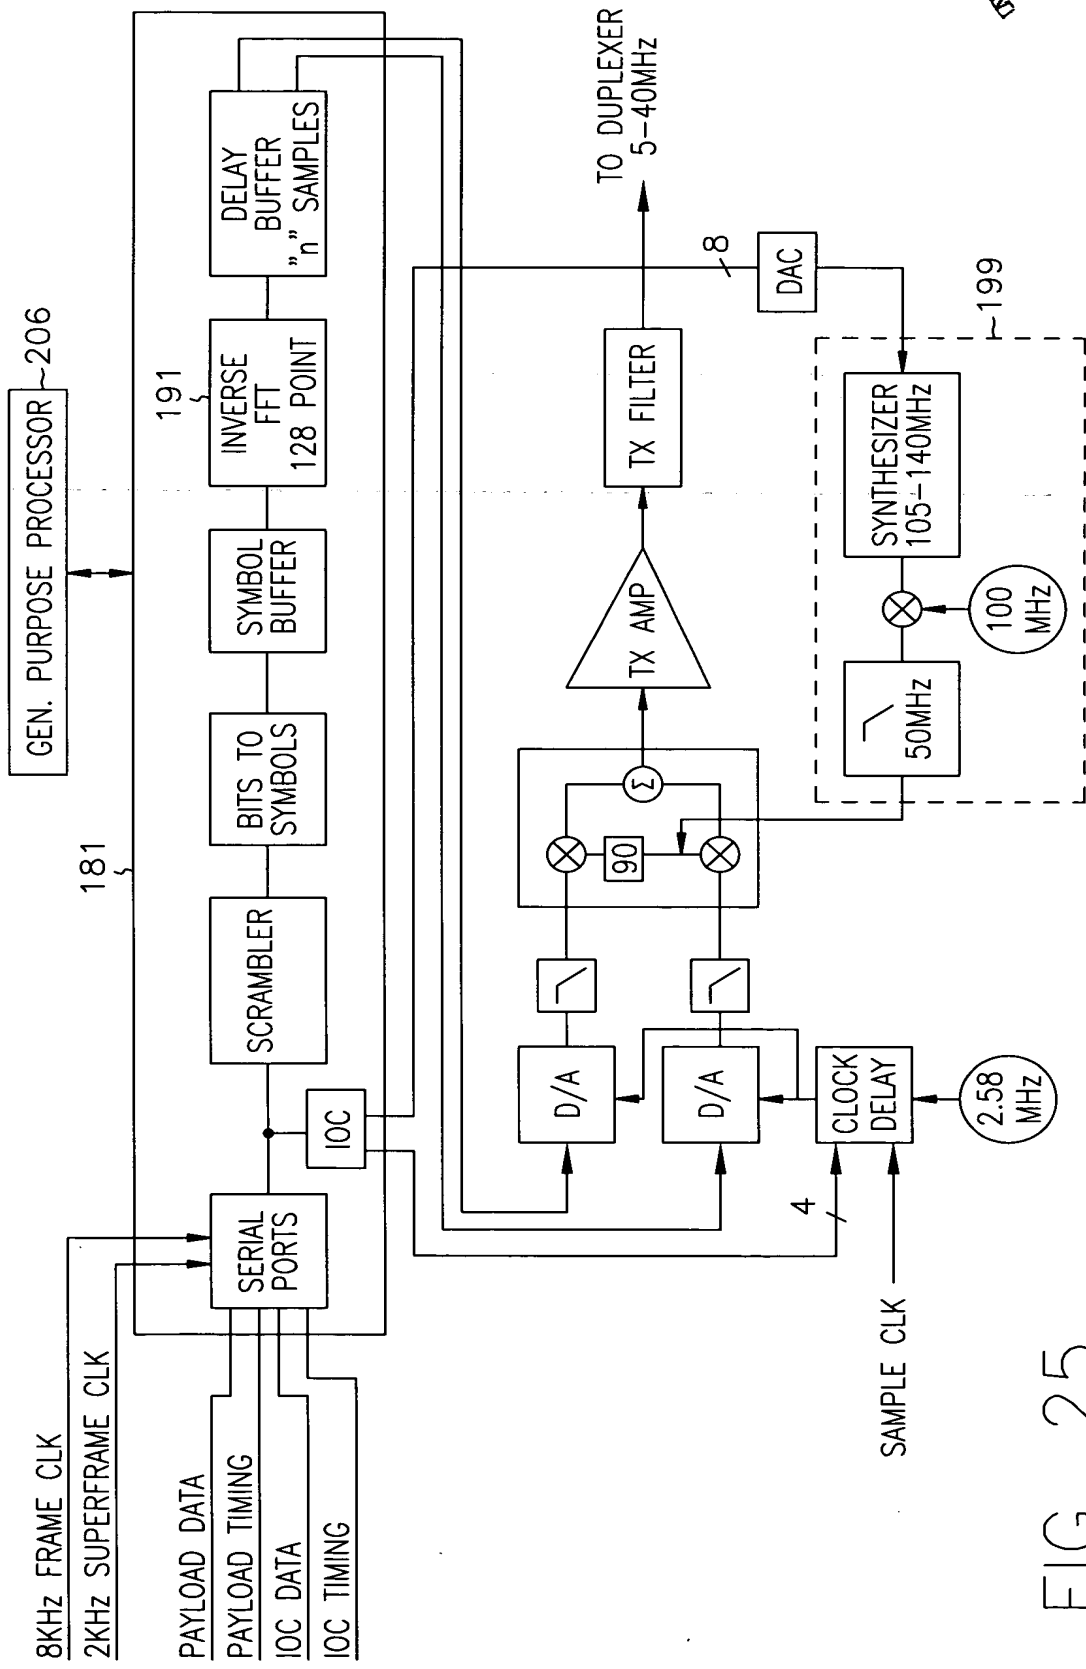 GEN. PURPOSE PROCESSOR
206
181
191
8KHz FRAME CLK
2KHz SUPERFRAME CLK
PAYLOAD DATA
PAYLOAD TIMING
IOC DATA
IOC TIMING
SERIAL
PORTS
IOC
SCRAMBLER
BITS TO
SYMBOLS
SYMBOL
BUFFER
INVERSE
FFT
128 POINT
DELAY
BUFFER
"n" SAMPLES
D/A
D/A
90
Σ
TX AMP
TX FILTER
TO DUPLEXER
5-40MHz
4
SAMPLE CLK
CLOCK
DELAY
2.58
MHz
8
DAC
199
50MHz
100
MHz
SYNTHESIZER
105-140MHz
FIG. 25